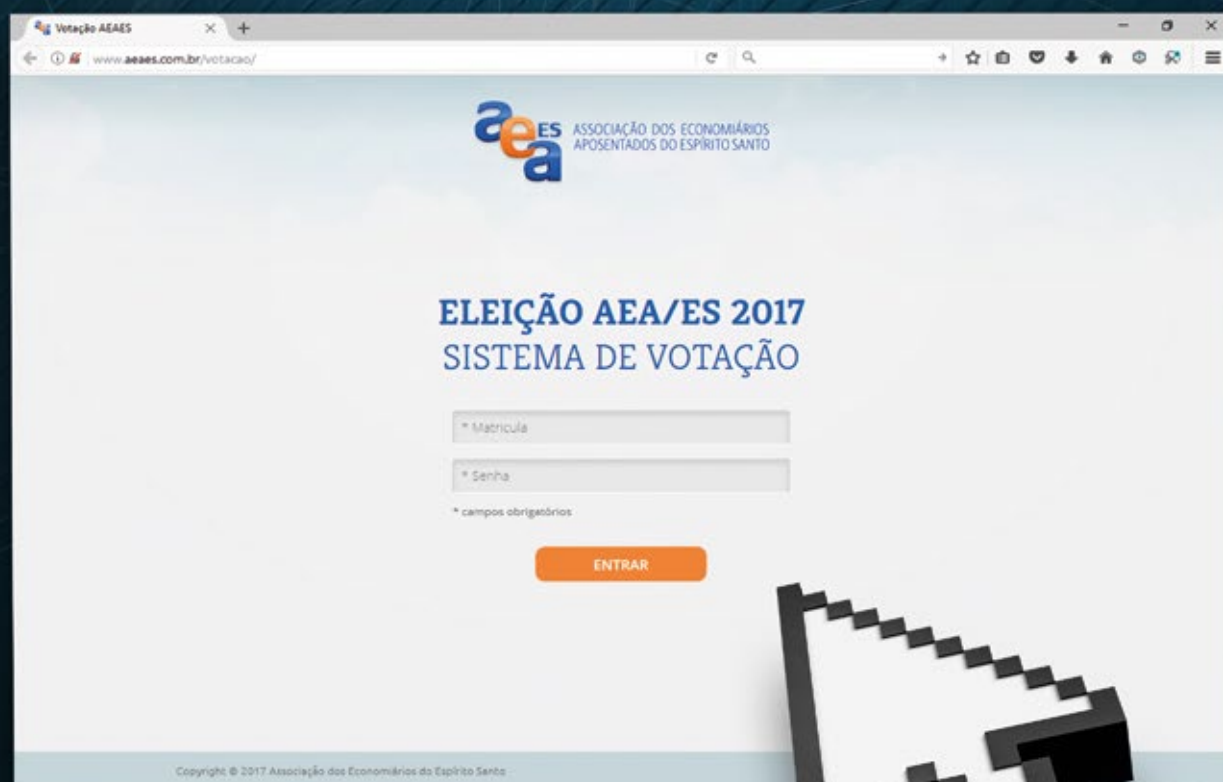 Votação AEAES
www.aeaes.com.br/votacao/
aea ES ASSOCIAÇÃO DOS ECONOMIÁRIOS
APOSENTADOS DO ESPÍRITO SANTO
ELEIÇÃO AEA/ES 2017
SISTEMA DE VOTAÇÃO
* Matricula
* Senha
* campos obrigatórios
ENTRAR
Copyright © 2017 Associação dos Economiários do Espírito Santo